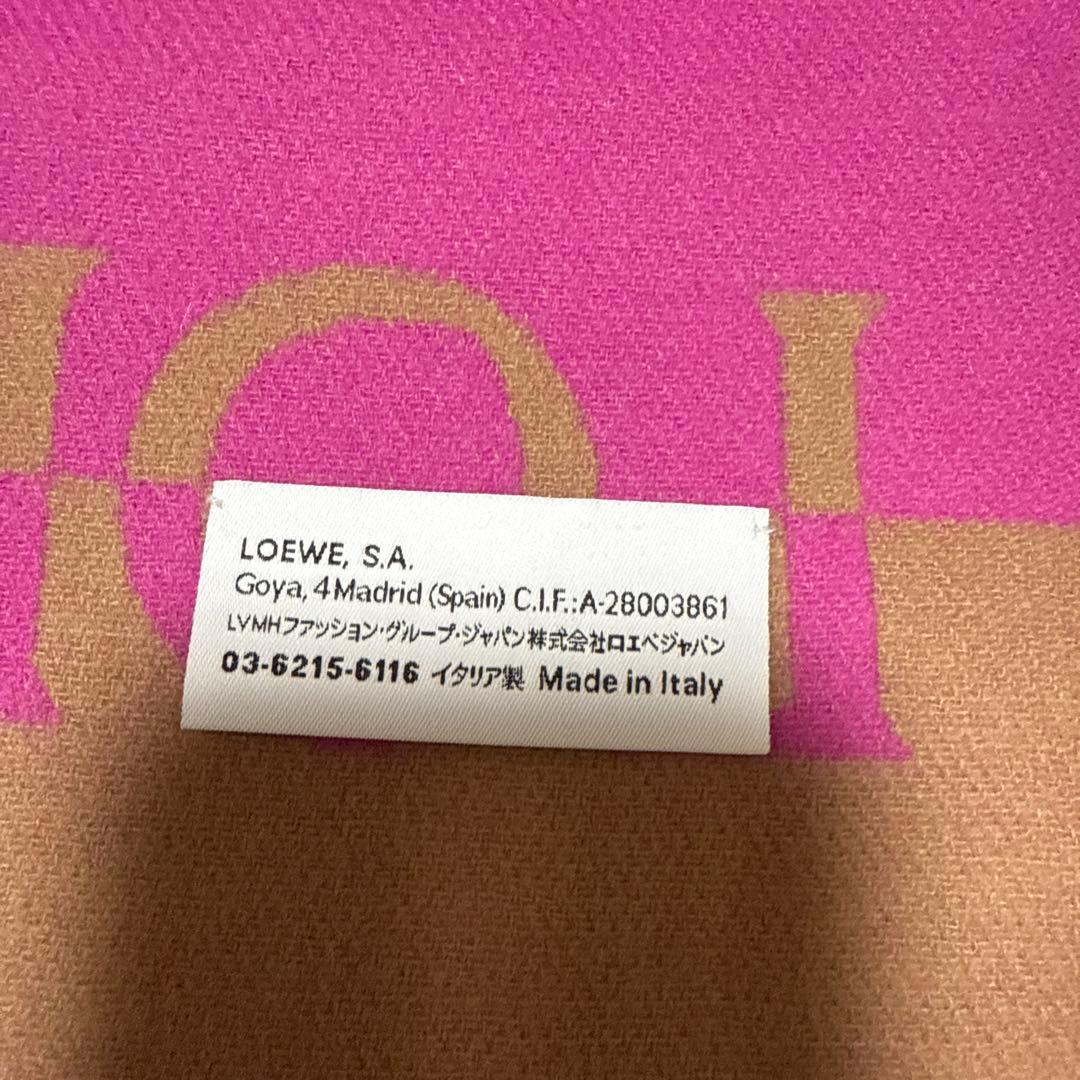 LOEWE, S.A.
Goya, 4 Madrid (Spain) C.I.F.:A-28003861
LVMHファッション・グループ・ジャパン株式会社ロエベジャパン
03-6215-6116 イタリア製 Made in Italy